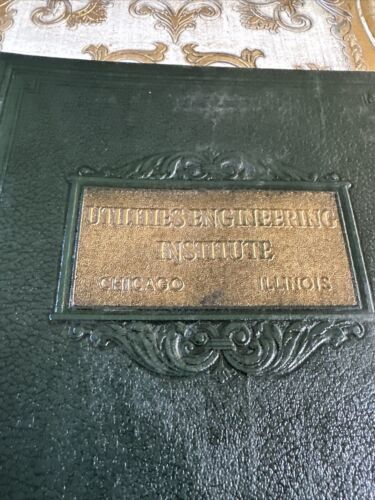 UTILITIES ENGINEERING
INSTITUTE
CHICAGO ILLINOIS